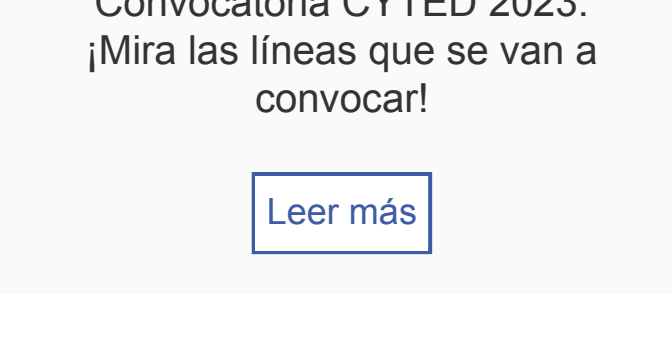 Convocatoria CYTED 2023.
¡Mira las líneas que se van a
convocar!
Leer más